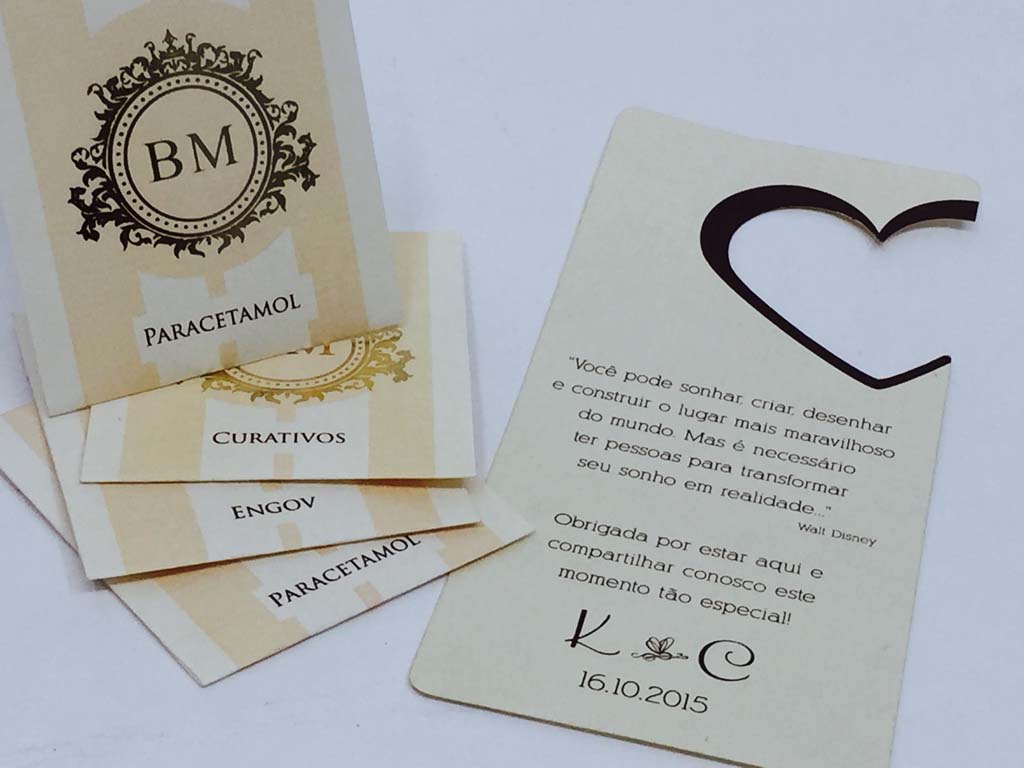 BM
PARACETAMOL
CURATIVOS
ENGOV
PARACETAMOL
"Você pode sonhar, criar, desenhar
e construir o lugar mais maravilhoso
do mundo. Mas é necessário
ter pessoas para transformar
seu sonho em realidade..."
Walt Disney
Obrigada por estar aqui e
compartilhar conosco este
momento tão especial!
K C
16.10.2015